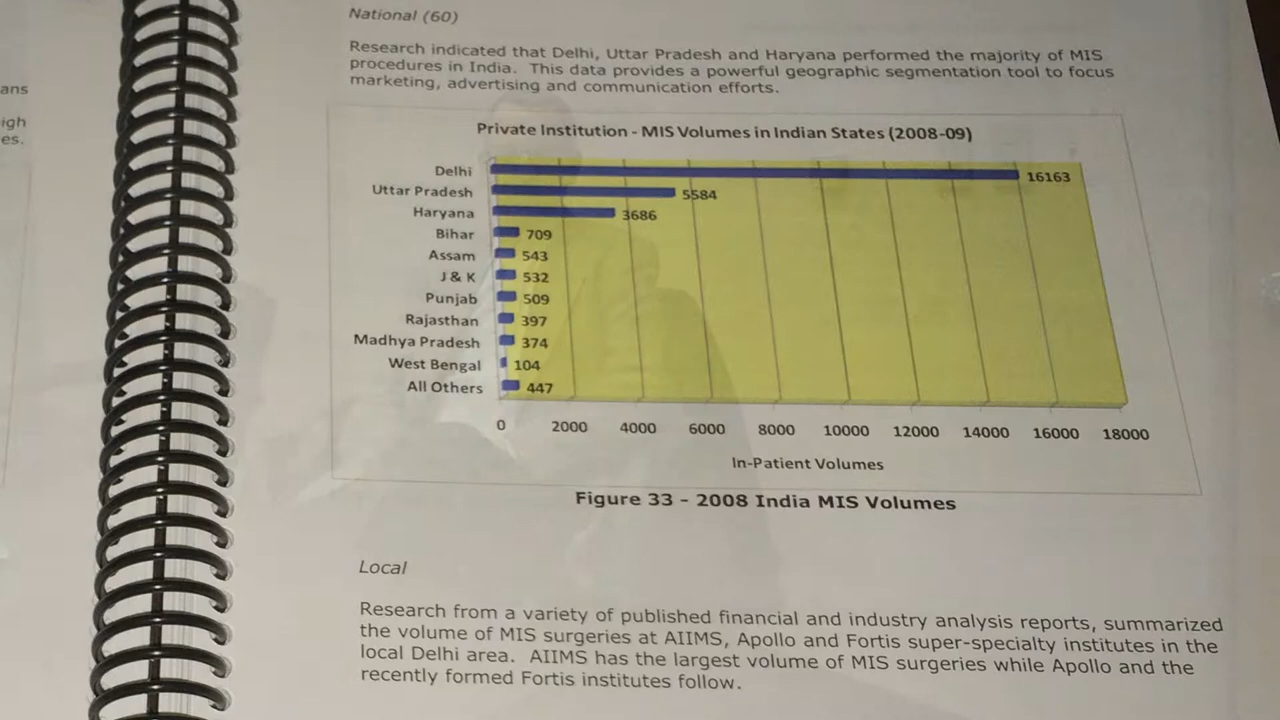 ans
igh
es.
National (60)
Research indicated that Delhi, Uttar Pradesh and Haryana performed the majority of MIS
procedures in India. This data provides a powerful geographic segmentation tool to focus
marketing, advertising and communication efforts.
Private Institution - MIS Volumes in Indian States (2008-09)
Delhi 16163
Uttar Pradesh 5584
Haryana 3686
Bihar 709
Assam 543
J & K 532
Punjab 509
Rajasthan 397
Madhya Pradesh 374
West Bengal 104
All Others 447
0 2000 4000 6000 8000 10000 12000 14000 16000 18000
In-Patient Volumes
Figure 33 - 2008 India MIS Volumes
Local
Research from a variety of published financial and industry analysis reports, summarized
the volume of MIS surgeries at AIIMS, Apollo and Fortis super-specialty institutes in the
local Delhi area. AIIMS has the largest volume of MIS surgeries while Apollo and the
recently formed Fortis institutes follow.